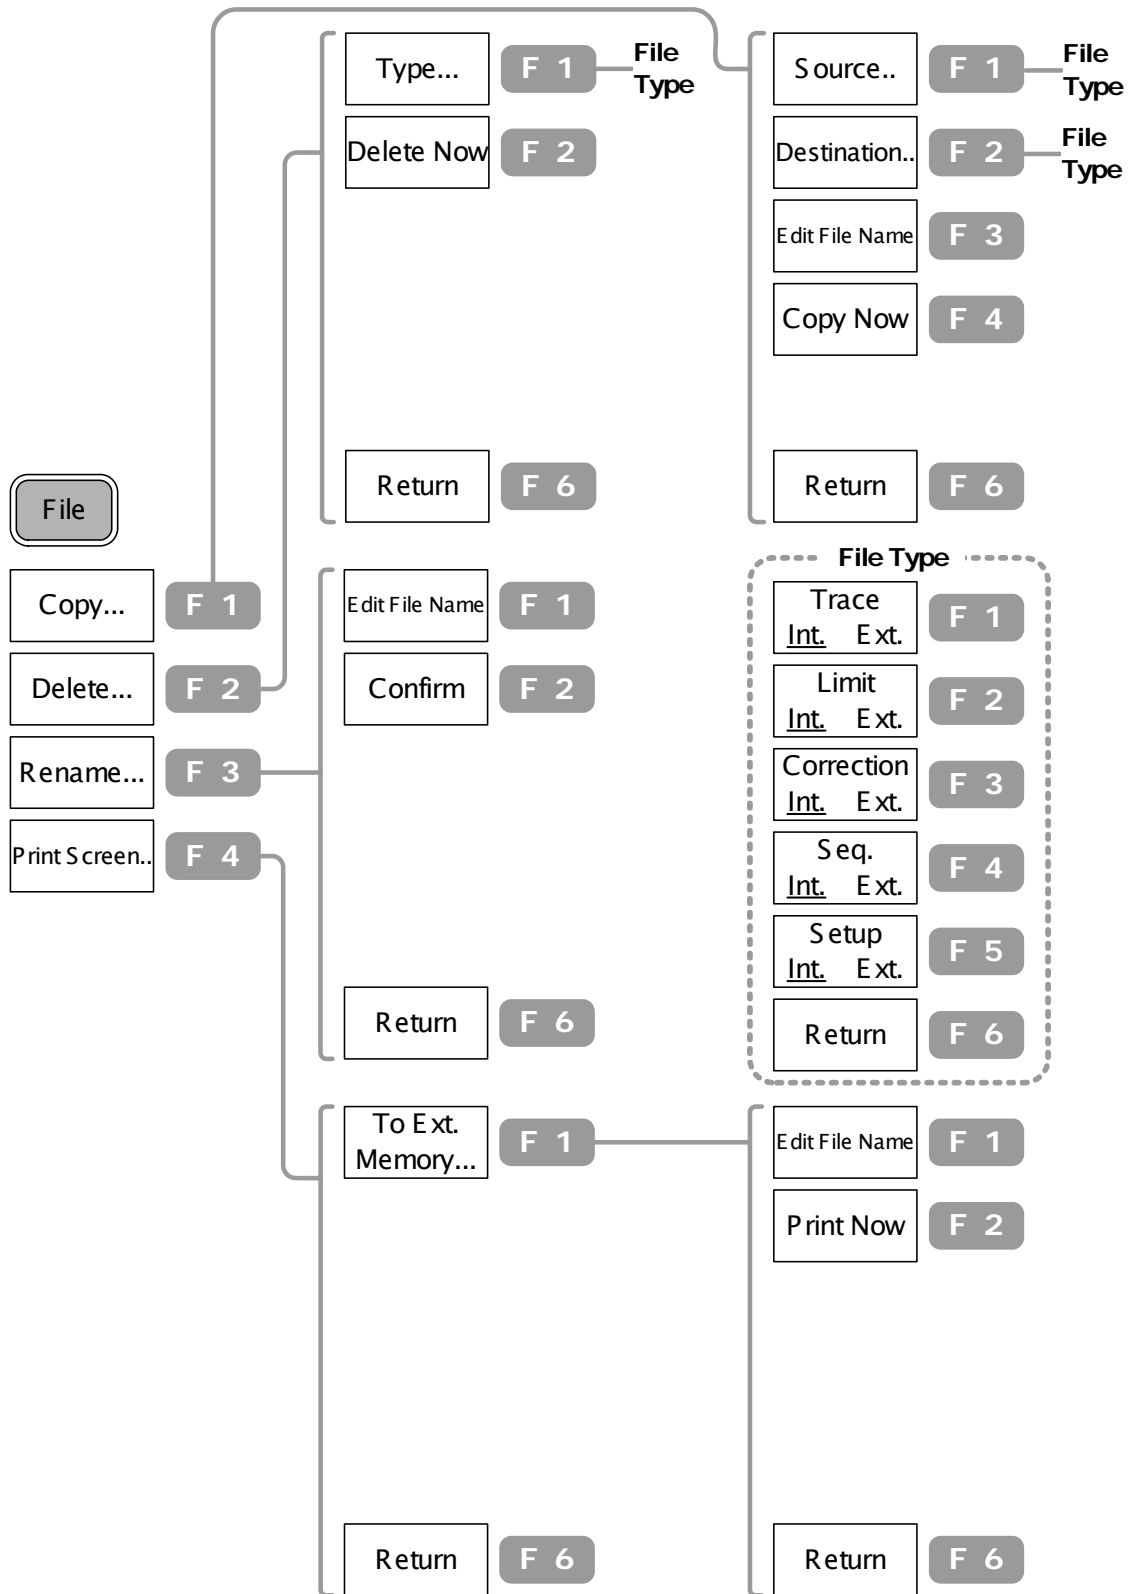 File
Copy...
F 1
Delete...
F 2
Rename...
F 3
Print Screen..
F 4
Type...
F 1
File
Type
Delete Now
F 2
Return
F 6
Source..
F 1
File
Type
Destination..
F 2
File
Type
Edit File Name
F 3
Copy Now
F 4
Return
F 6
Edit File Name
F 1
Confirm
F 2
Return
F 6
File Type
Trace
Int. Ext.
F 1
Limit
Int. Ext.
F 2
Correction
Int. Ext.
F 3
Seq.
Int. Ext.
F 4
Setup
Int. Ext.
F 5
Return
F 6
To Ext.
Memory...
F 1
Return
F 6
Edit File Name
F 1
Print Now
F 2
Return
F 6